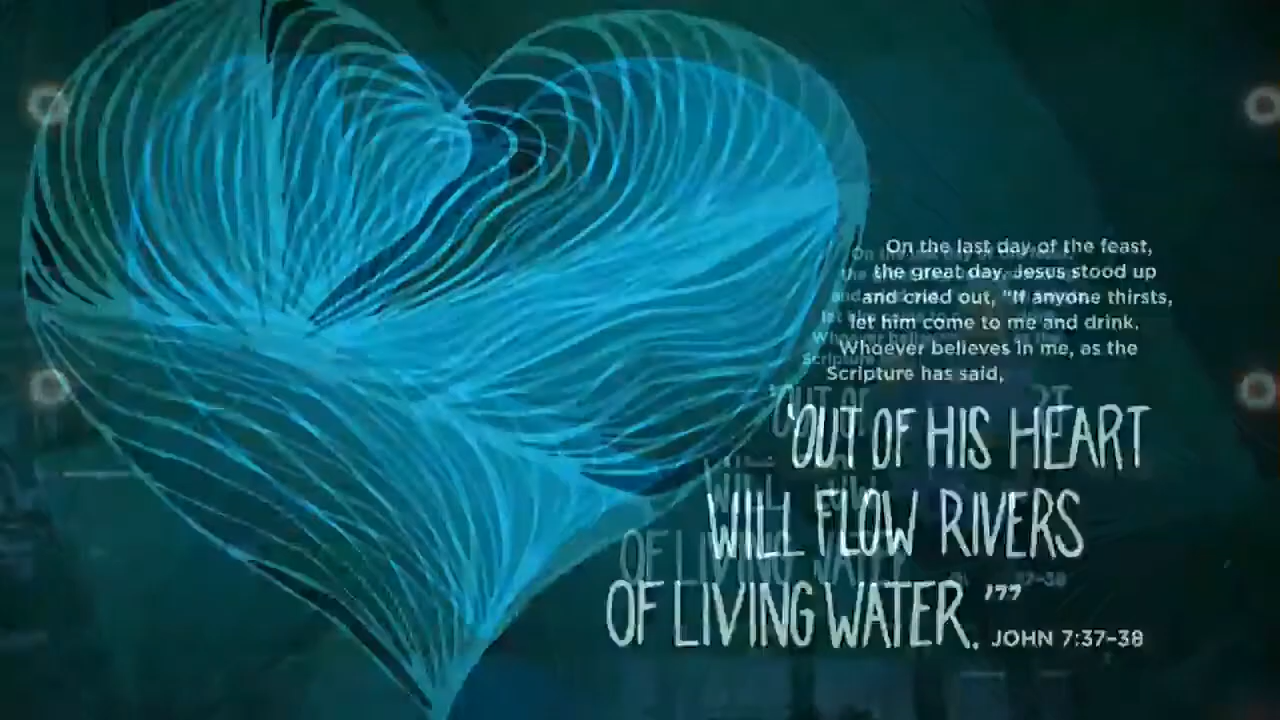 On the last day of the feast,
the great day, Jesus stood up
and cried out, "If anyone thirsts,
let him come to me and drink.
Whoever believes in me, as the
Scripture has said,
'OUT OF HIS HEART
WILL FLOW RIVERS
OF LIVING WATER.'"
JOHN 7:37-38